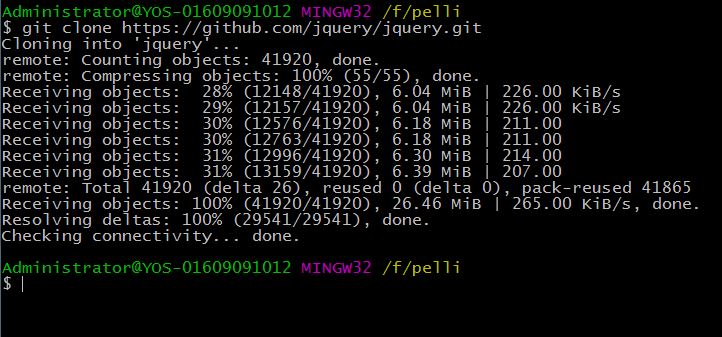 Administrator@YOS-01609091012 MINGW32 /f/pelli
$ git clone https://github.com/jquery/jquery.git
Cloning into 'jquery'...
remote: Counting objects: 41920, done.
remote: Compressing objects: 100% (55/55), done.
Receiving objects:  28% (12148/41920), 6.04 MiB | 226.00 KiB/s
Receiving objects:  29% (12157/41920), 6.04 MiB | 226.00 KiB/s
Receiving objects:  30% (12576/41920), 6.18 MiB | 211.00
Receiving objects:  30% (12763/41920), 6.18 MiB | 211.00
Receiving objects:  31% (12996/41920), 6.30 MiB | 214.00
Receiving objects:  31% (13159/41920), 6.39 MiB | 207.00
remote: Total 41920 (delta 26), reused 0 (delta 0), pack-reused 41865
Receiving objects: 100% (41920/41920), 26.46 MiB | 265.00 KiB/s, done.
Resolving deltas: 100% (29541/29541), done.
Checking connectivity... done.
Administrator@YOS-01609091012 MINGW32 /f/pelli
$